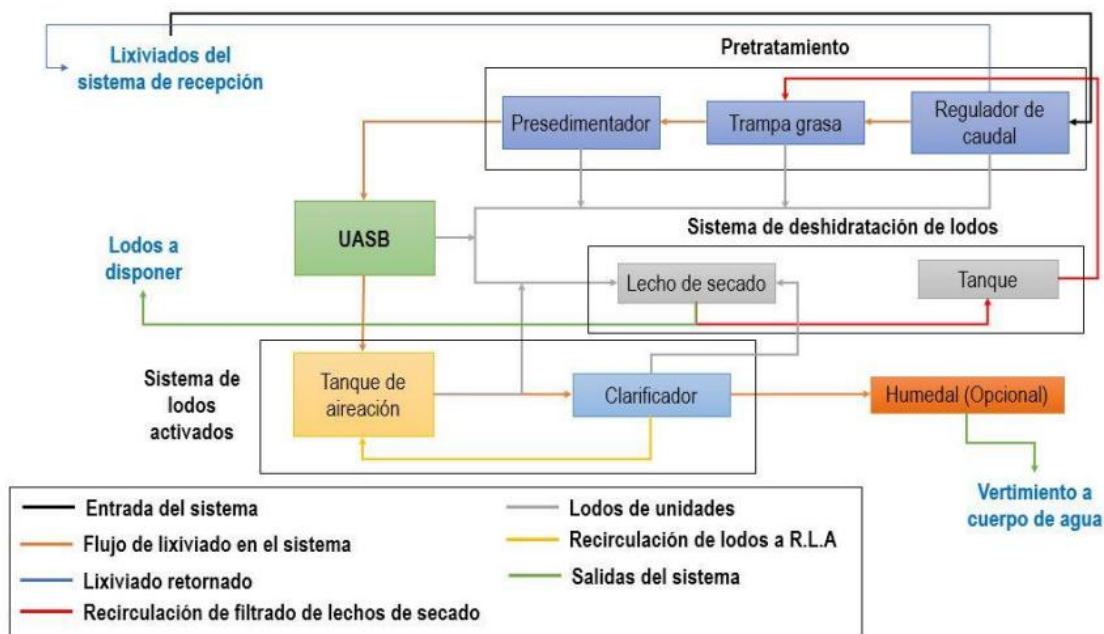 Lixiviados del
sistema de recepción
Pretratamiento
Presedimentador
Trampa grasa
Regulador de
caudal
UASB
Sistema de deshidratación de lodos
Lodos a
disponer
Lecho de secado
Tanque
Sistema de
lodos
activados
Tanque de
aireación
Clarificador
Humedal (Opcional)
Vertimiento a
cuerpo de agua
Entrada del sistema
Flujo de lixiviado en el sistema
Lixiviado retornado
Recirculación de filtrado de lechos de secado
Lodos de unidades
Recirculación de lodos a R.L.A
Salidas del sistema